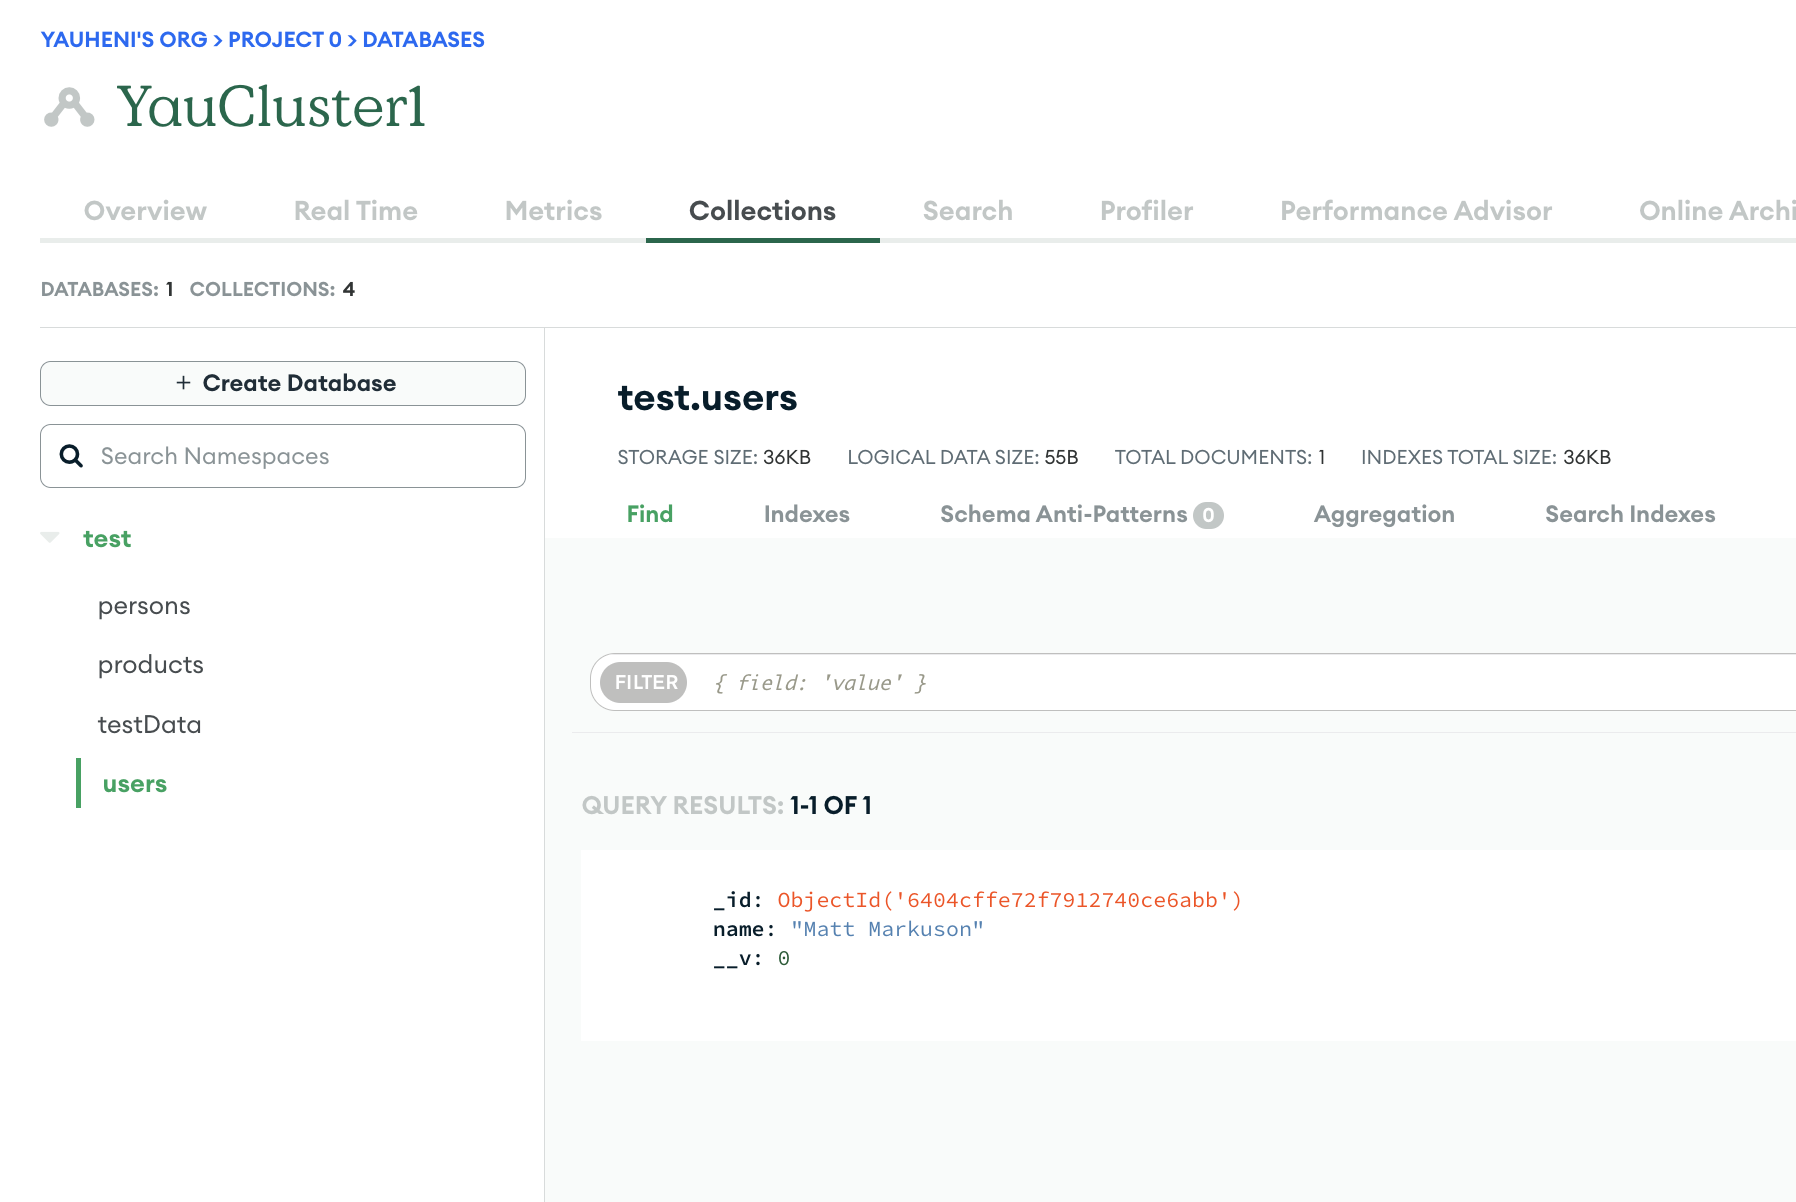 YAUHENI'S ORG > PROJECT 0 > DATABASES
YauCluster1
Overview Real Time Metrics Collections Search Profiler Performance Advisor Online Archi
DATABASES: 1 COLLECTIONS: 4
+ Create Database
Search Namespaces
test
persons
products
testData
users
test.users
STORAGE SIZE: 36KB LOGICAL DATA SIZE: 55B TOTAL DOCUMENTS: 1 INDEXES TOTAL SIZE: 36KB
Find Indexes Schema Anti-Patterns 0 Aggregation Search Indexes
FILTER { field: 'value' }
QUERY RESULTS: 1-1 OF 1
_id: ObjectId('6404cffe72f7912740ce6abb')
name: "Matt Markuson"
__v: 0